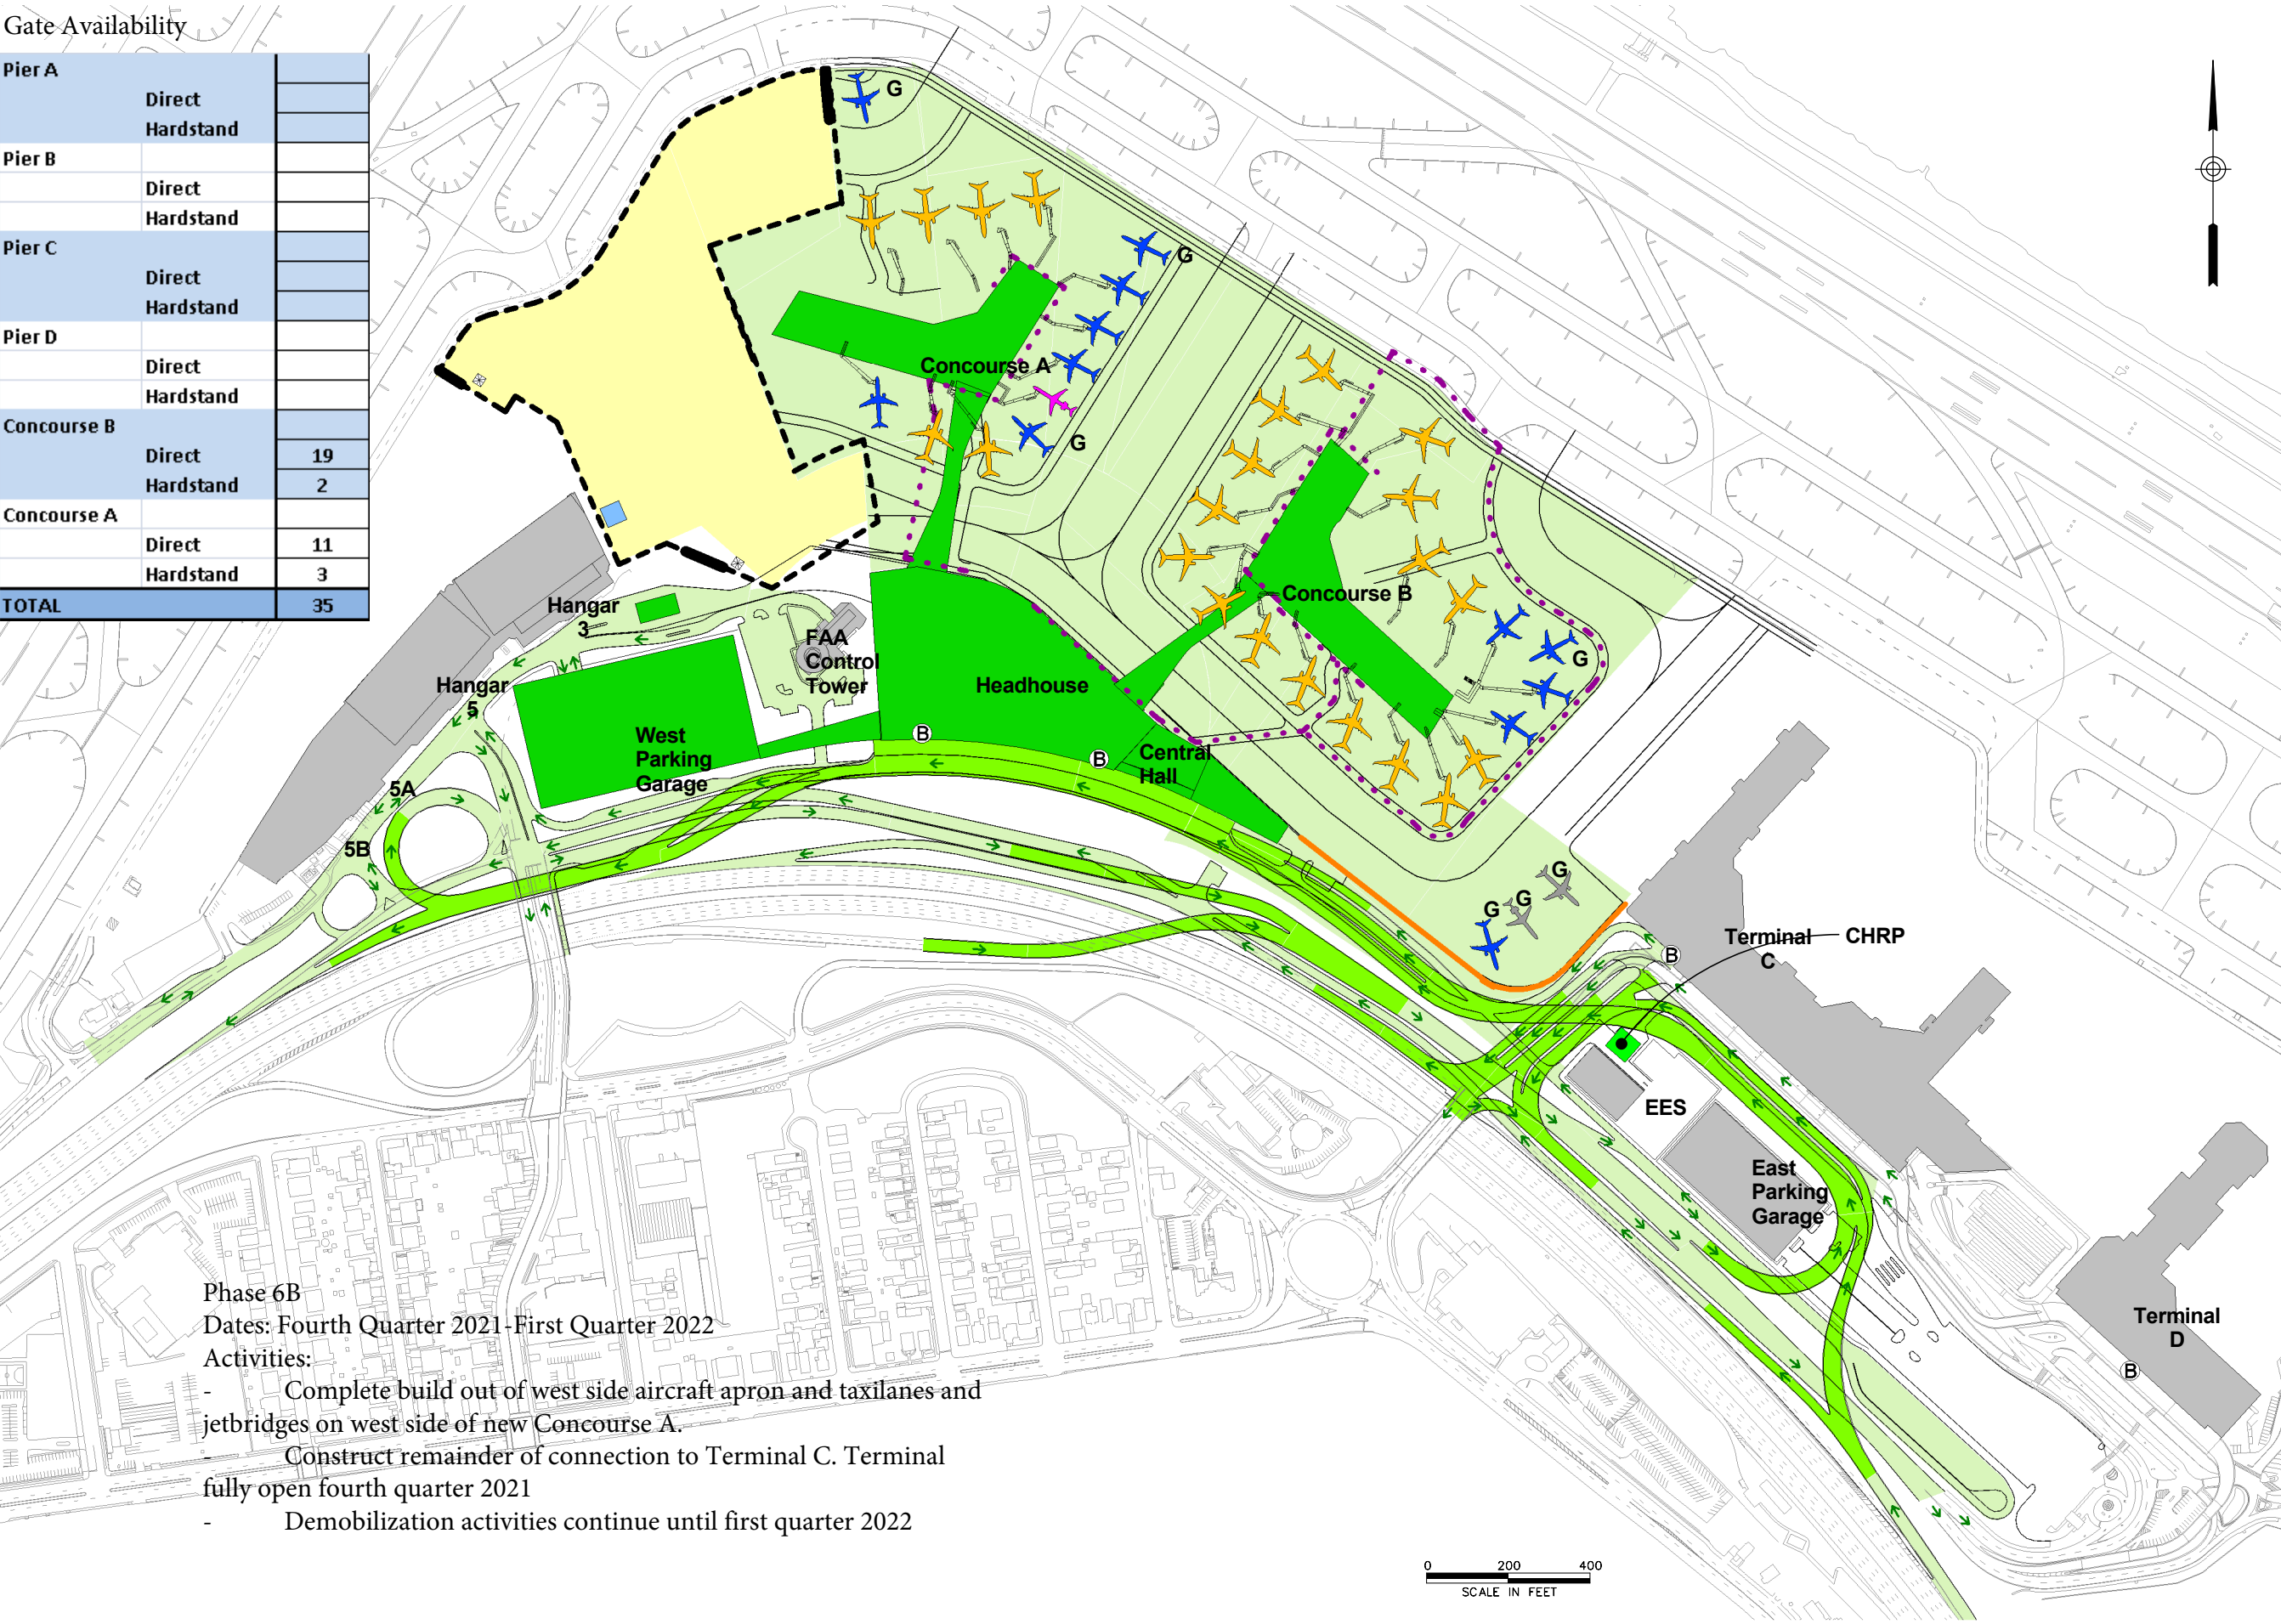 Gate Availability
Pier A
Direct
Hardstand
Pier B
Direct
Hardstand
Pier C
Direct
Hardstand
Pier D
Direct
Hardstand
Concourse B
Direct 19
Hardstand 2
Concourse A
Direct 11
Hardstand 3
TOTAL 35
G
G
Concourse A
G
Concourse B
G
Hangar
3
FAA
Control
Tower
Hangar
5
Headhouse
West
Parking
Garage
B
B
Central
Hall
5A
5B
G
G
G
Terminal
C
CHRP
B
EES
East
Parking
Garage
Terminal
D
B
Phase 6B
Dates: Fourth Quarter 2021-First Quarter 2022
Activities:
- Complete build out of west side aircraft apron and taxilanes and
jetbridges on west side of new Concourse A.
- Construct remainder of connection to Terminal C. Terminal
fully open fourth quarter 2021
- Demobilization activities continue until first quarter 2022
0 200 400
SCALE IN FEET